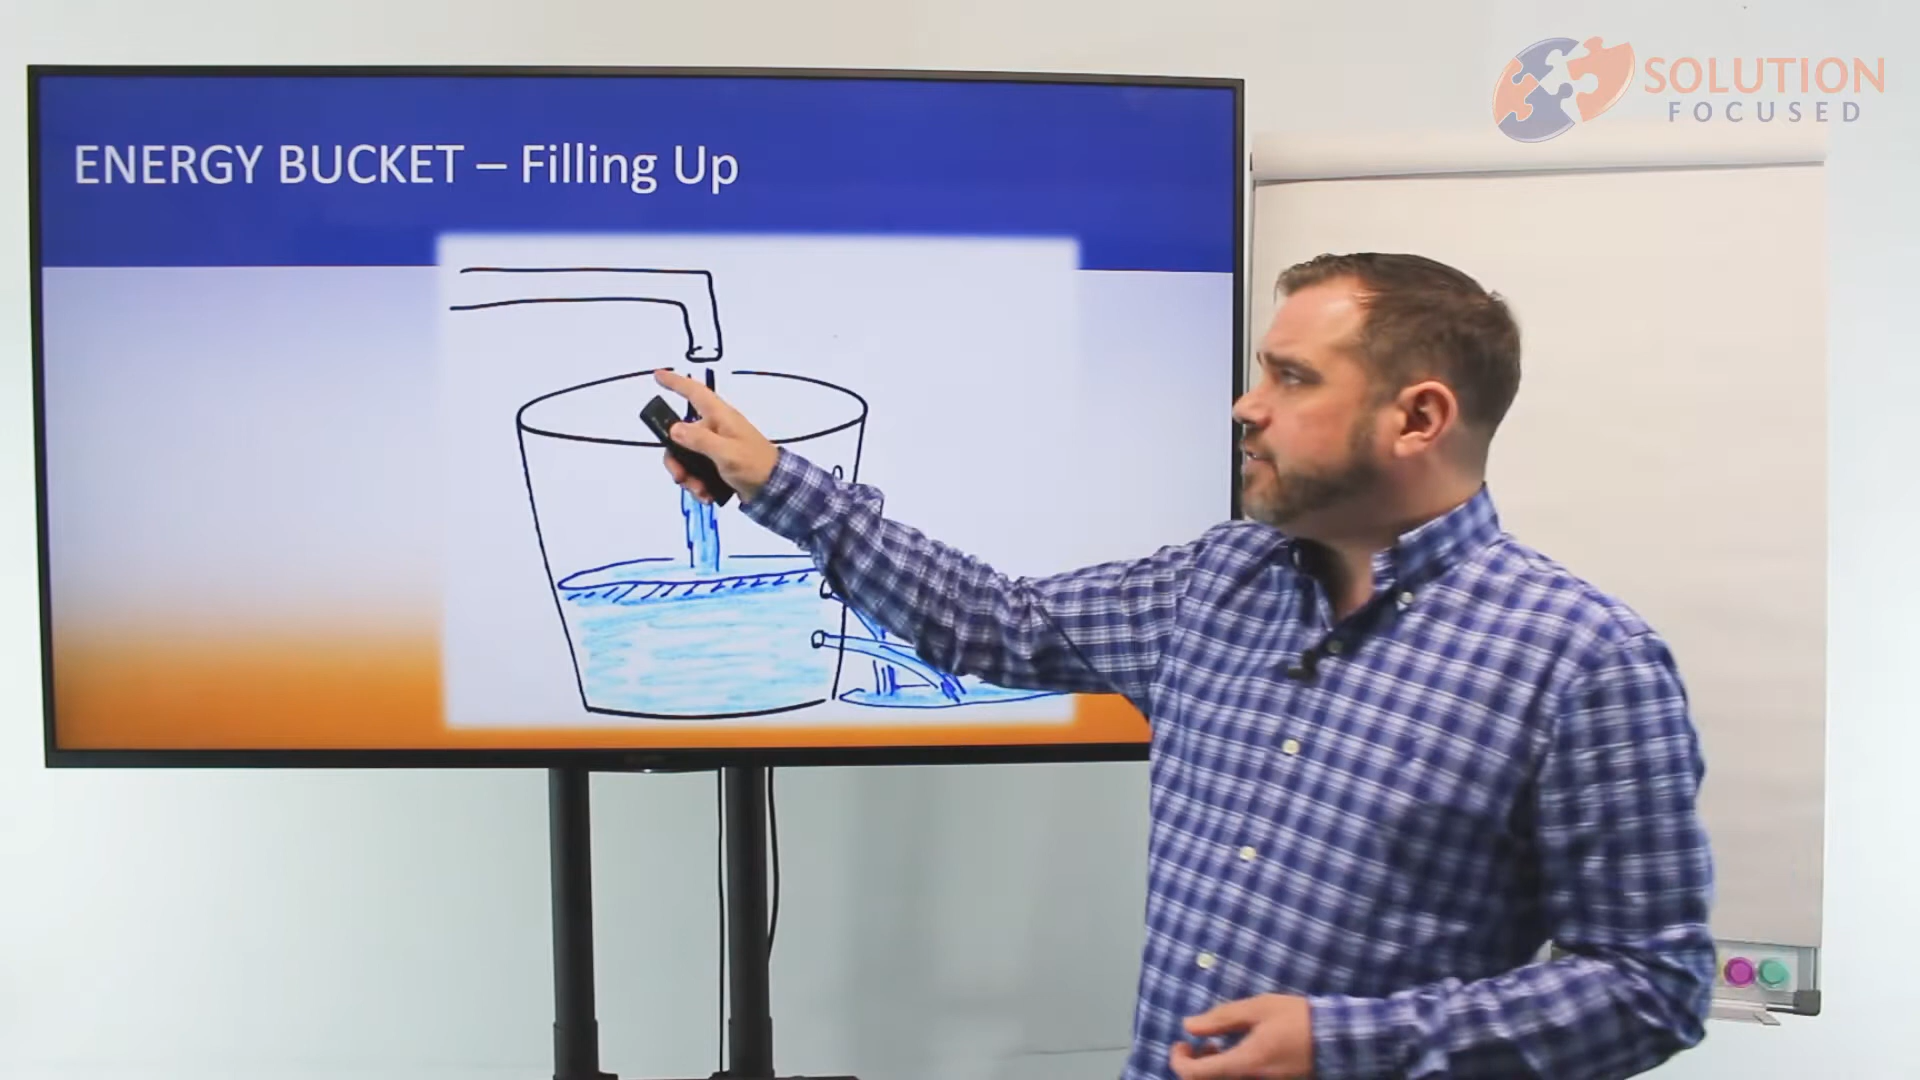 SOLUTION
FOCUSED
ENERGY BUCKET – Filling Up